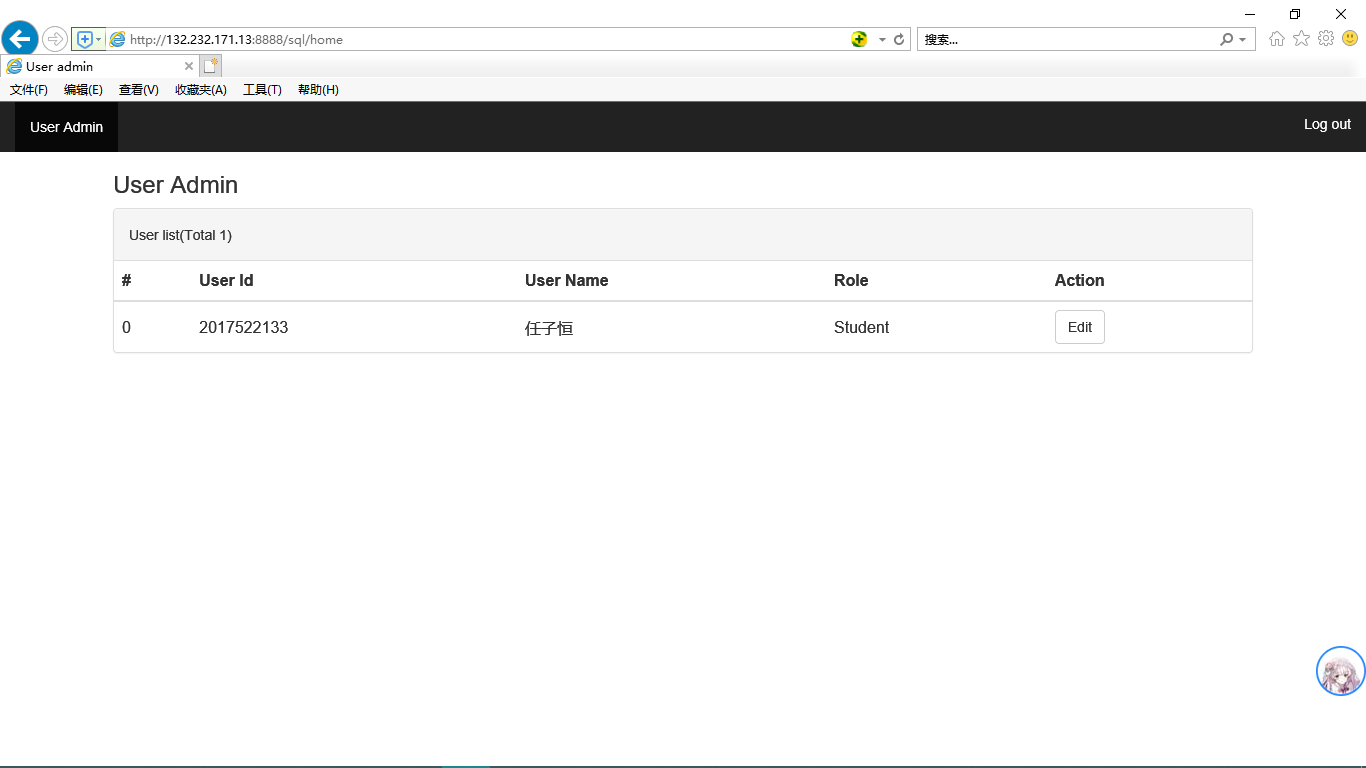 http://132.232.171.13:8888/sql/home
搜索...
User admin
文件(F) 编辑(E) 查看(V) 收藏夹(A) 工具(T) 帮助(H)
User Admin Log out
User Admin
User list(Total 1)
# User Id User Name Role Action
0 2017522133 任子恒 Student Edit